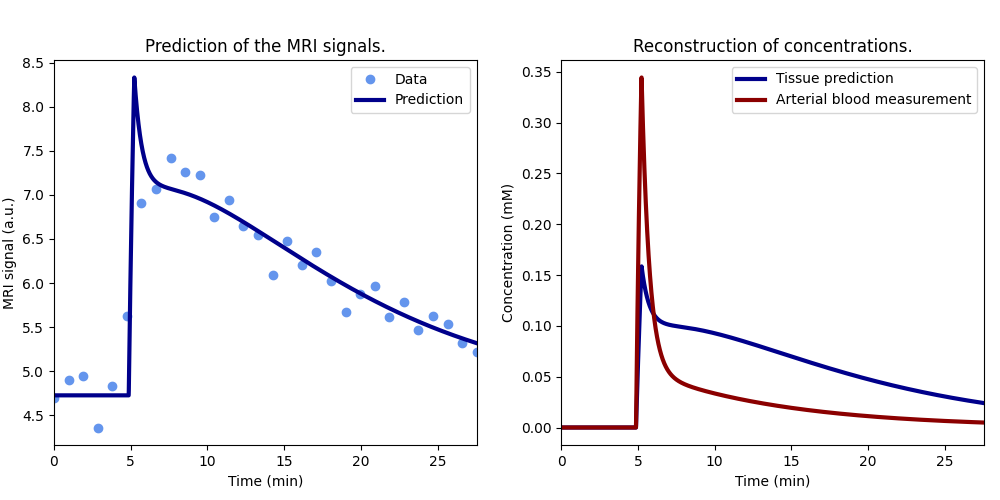 Prediction of the MRI signals.
Data
Prediction
MRI signal (a.u.)
8.5
8.0
7.5
7.0
6.5
6.0
5.5
5.0
4.5
0 5 10 15 20 25
Time (min)
Reconstruction of concentrations.
Tissue prediction
Arterial blood measurement
Concentration (mM)
0.35
0.30
0.25
0.20
0.15
0.10
0.05
0.00
0 5 10 15 20 25
Time (min)